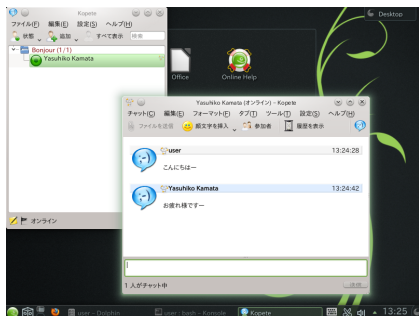 Kopete
Desktop
ファイル(F) 編集(E) 設定(S) ヘルプ(H)
状態 追加 すべて表示 検索
Bonjour (1/1)
Yasuhiko Kamata
Office
Online Help
Yasuhiko Kamata (オンライン) – Kopete
チャット(C) 編集(E) フォーマット(F) タブ(T) ツール(T) 設定(S) ヘルプ(H)
ファイルを送信 顔文字を挿入 参加者 履歴を表示
user 13:24:28
こんにちはー
Yasuhiko Kamata 13:24:42
お疲れ様ですー
オンライン
1 人がチャット中 送信
user – Dolphin
user : bash – Konsole
Kopete
13:25